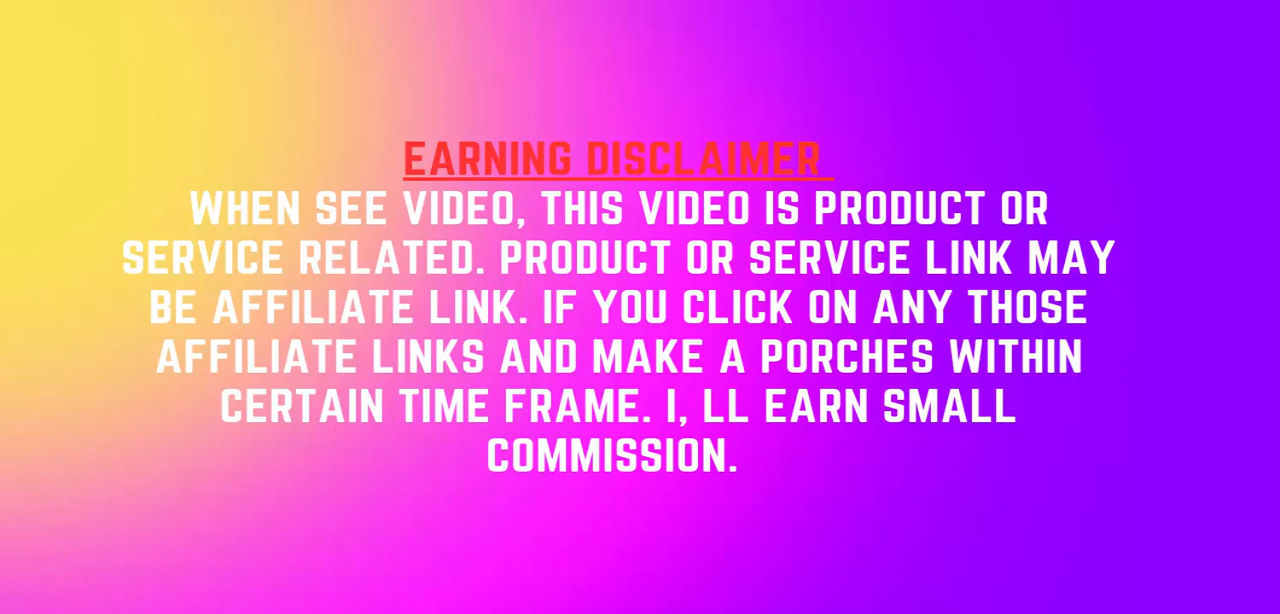 EARNING DISCLAIMER
WHEN SEE VIDEO, THIS VIDEO IS PRODUCT OR
SERVICE RELATED. PRODUCT OR SERVICE LINK MAY
BE AFFILIATE LINK. IF YOU CLICK ON ANY THOSE
AFFILIATE LINKS AND MAKE A PORCHES WITHIN
CERTAIN TIME FRAME. I, LL EARN SMALL
COMMISSION.